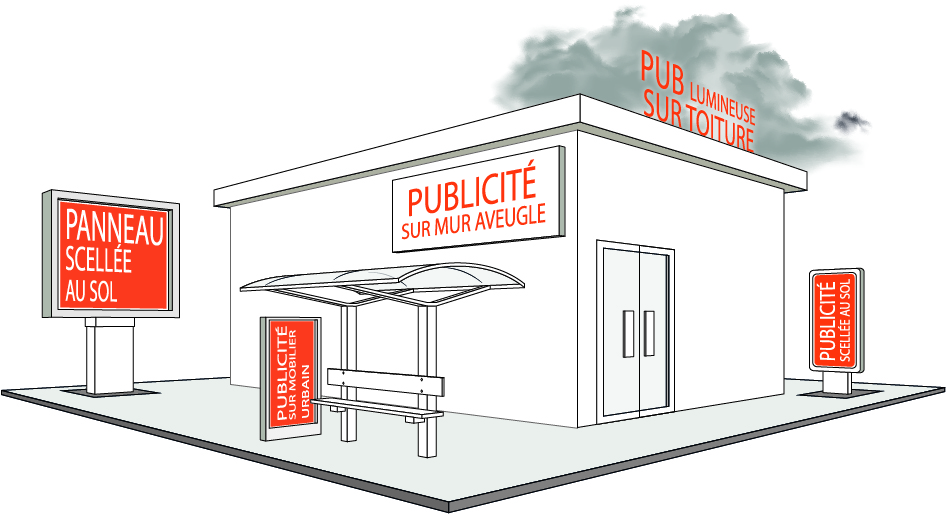 PUB LUMINEUSE
SUR TOITURE
PUBLICITÉ
SUR MUR AVEUGLE
PANNEAU
SCELLÉE
AU SOL
PUBLICITÉ
SUR MOBILIER
URBAIN
PUBLICITÉ
SCELLÉE AU SOL